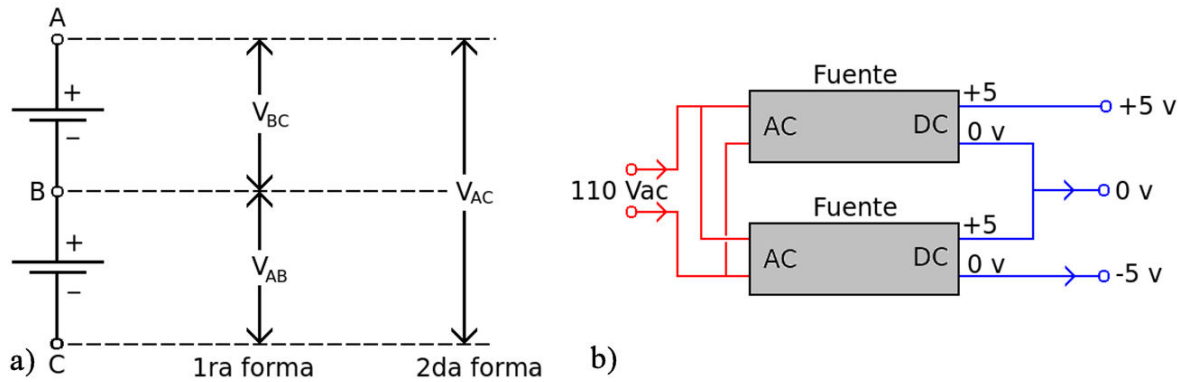 A
+
−
B
+
−
C
V_BC
V_AB
V_AC
1ra forma
2da forma
a)
Fuente
AC
DC
+5
0 v
+5 v
110 Vac
0 v
Fuente
AC
DC
+5
0 v
-5 v
b)